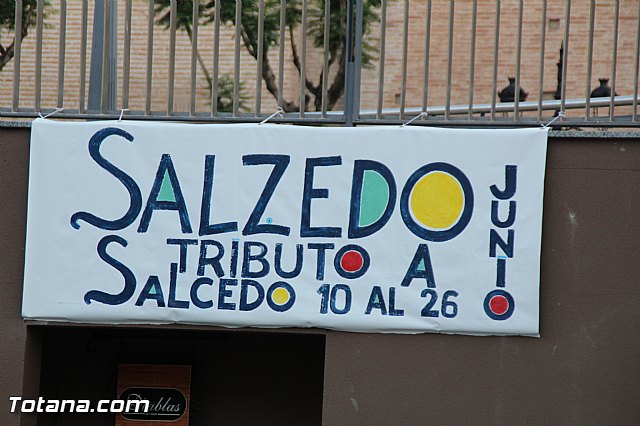 SALZEDO
TRIBUTO A
SALCEDO 10 AL 26
JUNIO
Totana.com